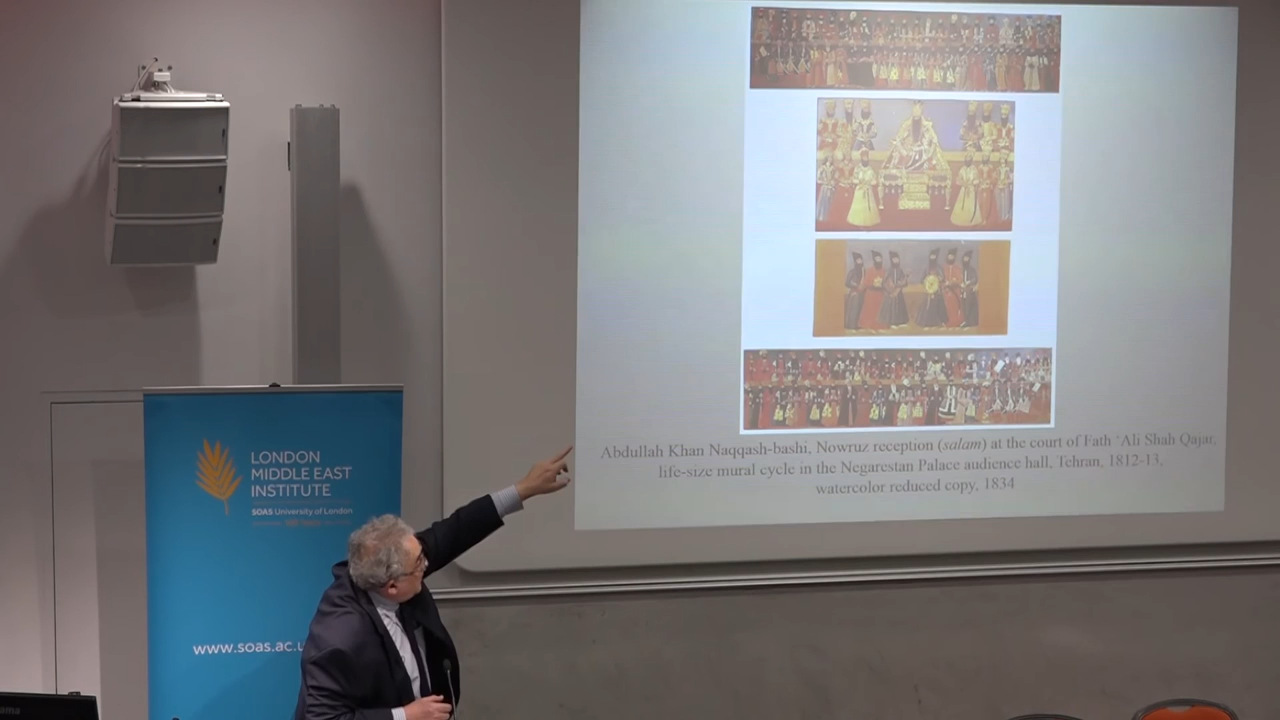 Abdullah Khan Naqqash-bashi, Nowruz reception (salam) at the court of Fath ʿAli Shah Qajar,
life-size mural cycle in the Negarestan Palace audience hall, Tehran, 1812-13,
watercolor reduced copy, 1834
LONDON
MIDDLE EAST
INSTITUTE
SOAS University of London
www.soas.ac.u
ama